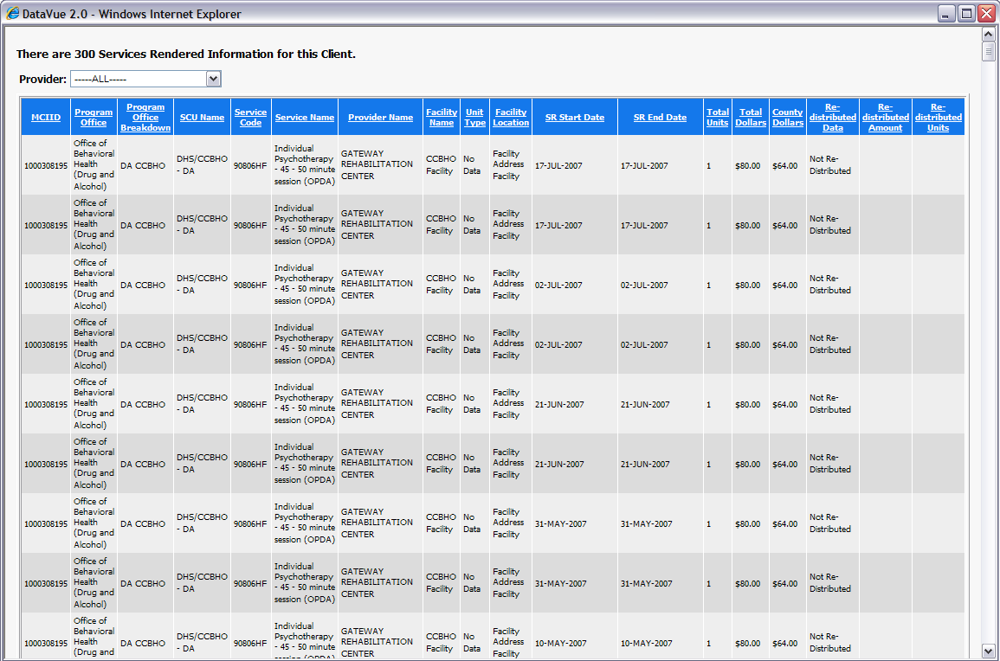 DataVue 2.0 - Windows Internet Explorer
There are 300 Services Rendered Information for this Client.
Provider: -----ALL-----
MCIID Program Office Program Office Breakdown SCU Name Service Code Service Name Provider Name Facility Name Unit Type Facility Location SR Start Date SR End Date Total Units Total Dollars County Dollars Re-distributed Data Re-distributed Amount Re-distributed Units
1000308195 Office of Behavioral Health (Drug and Alcohol) DA CCBHO DHS/CCBHO - DA 90806HF Individual Psychotherapy - 45 - 50 minute session (OPDA) GATEWAY REHABILITATION CENTER CCBHO Facility No Data Facility Address Facility 17-JUL-2007 17-JUL-2007 1 $80.00 $64.00 Not Re-Distributed
1000308195 Office of Behavioral Health (Drug and Alcohol) DA CCBHO DHS/CCBHO - DA 90806HF Individual Psychotherapy - 45 - 50 minute session (OPDA) GATEWAY REHABILITATION CENTER CCBHO Facility No Data Facility Address Facility 17-JUL-2007 17-JUL-2007 1 $80.00 $64.00 Not Re-Distributed
1000308195 Office of Behavioral Health (Drug and Alcohol) DA CCBHO DHS/CCBHO - DA 90806HF Individual Psychotherapy - 45 - 50 minute session (OPDA) GATEWAY REHABILITATION CENTER CCBHO Facility No Data Facility Address Facility 02-JUL-2007 02-JUL-2007 1 $80.00 $64.00 Not Re-Distributed
1000308195 Office of Behavioral Health (Drug and Alcohol) DA CCBHO DHS/CCBHO - DA 90806HF Individual Psychotherapy - 45 - 50 minute session (OPDA) GATEWAY REHABILITATION CENTER CCBHO Facility No Data Facility Address Facility 02-JUL-2007 02-JUL-2007 1 $80.00 $64.00 Not Re-Distributed
1000308195 Office of Behavioral Health (Drug and Alcohol) DA CCBHO DHS/CCBHO - DA 90806HF Individual Psychotherapy - 45 - 50 minute session (OPDA) GATEWAY REHABILITATION CENTER CCBHO Facility No Data Facility Address Facility 21-JUN-2007 21-JUN-2007 1 $80.00 $64.00 Not Re-Distributed
1000308195 Office of Behavioral Health (Drug and Alcohol) DA CCBHO DHS/CCBHO - DA 90806HF Individual Psychotherapy - 45 - 50 minute session (OPDA) GATEWAY REHABILITATION CENTER CCBHO Facility No Data Facility Address Facility 21-JUN-2007 21-JUN-2007 1 $80.00 $64.00 Not Re-Distributed
1000308195 Office of Behavioral Health (Drug and Alcohol) DA CCBHO DHS/CCBHO - DA 90806HF Individual Psychotherapy - 45 - 50 minute session (OPDA) GATEWAY REHABILITATION CENTER CCBHO Facility No Data Facility Address Facility 31-MAY-2007 31-MAY-2007 1 $80.00 $64.00 Not Re-Distributed
1000308195 Office of Behavioral Health (Drug and Alcohol) DA CCBHO DHS/CCBHO - DA 90806HF Individual Psychotherapy - 45 - 50 minute session (OPDA) GATEWAY REHABILITATION CENTER CCBHO Facility No Data Facility Address Facility 31-MAY-2007 31-MAY-2007 1 $80.00 $64.00 Not Re-Distributed
1000308195 Office of Behavioral Health (Drug and DA CCBHO DHS/CCBHO - DA 90806HF Individual Psychotherapy - 45 - 50 minute session (OPDA) GATEWAY REHABILITATION CENTER CCBHO Facility No Data Facility Address Facility 10-MAY-2007 10-MAY-2007 1 $80.00 $64.00 Not Re-Distributed